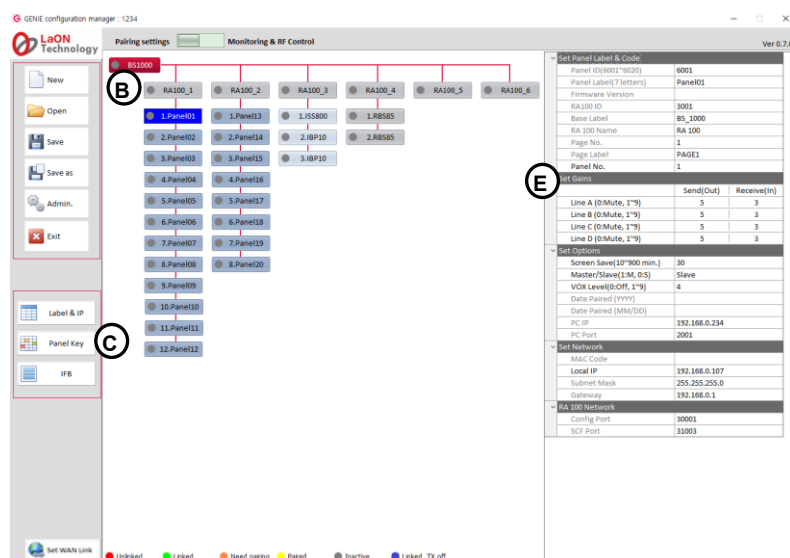 GENIE configuration manager : 1234
LaON Technology
Pairing settings Monitoring & RF Control
Ver 0.7.
New
Open
Save
Save as
Admin.
Exit
Label & IP
Panel Key
IFB
Set WAN Link
B
C
E
BS1000
RA100_1 RA100_2 RA100_3 RA100_4 RA100_5 RA100_6
1.Panel01 1.Panel13 1.ISS800 1.RBS85
2.Panel02 2.Panel14 2.IBP10 2.RBS85
3.Panel03 3.Panel15 3.IBP10
4.Panel04 4.Panel16
5.Panel05 5.Panel17
6.Panel06 6.Panel18
7.Panel07 7.Panel19
8.Panel08 8.Panel20
9.Panel09
10.Panel10
11.Panel11
12.Panel12
Unlinked Linked Need pairing Paired Inactive Linked, TX off
Set Panel Label & Code
Panel ID(6001~6020) 6001
Panel Label(7 letters) Panel01
Firmware Version
RA100 ID 3001
Base Label BS_1000
RA 100 Name RA 100
Page No. 1
Page Label PAGE1
Panel No. 1
Set Gains
Send(Out) Receive(In)
Line A (0:Mute, 1~9) 5 3
Line B (0:Mute, 1~9) 5 3
Line C (0:Mute, 1~9) 5 3
Line D (0:Mute, 1~9) 5 3
Set Options
Screen Save(10~900 min.) 30
Master/Slave(1:M, 0:S) Slave
VOX Level(0:Off, 1~9) 4
Date Paired (YYYY)
Date Paired (MM/DD)
PC IP 192.168.0.234
PC Port 2001
Set Network
MAC Code
Local IP 192.168.0.107
Subnet Mask 255.255.255.0
Gateway 192.168.0.1
RA 100 Network
Config Port 30001
SCF Port 31003